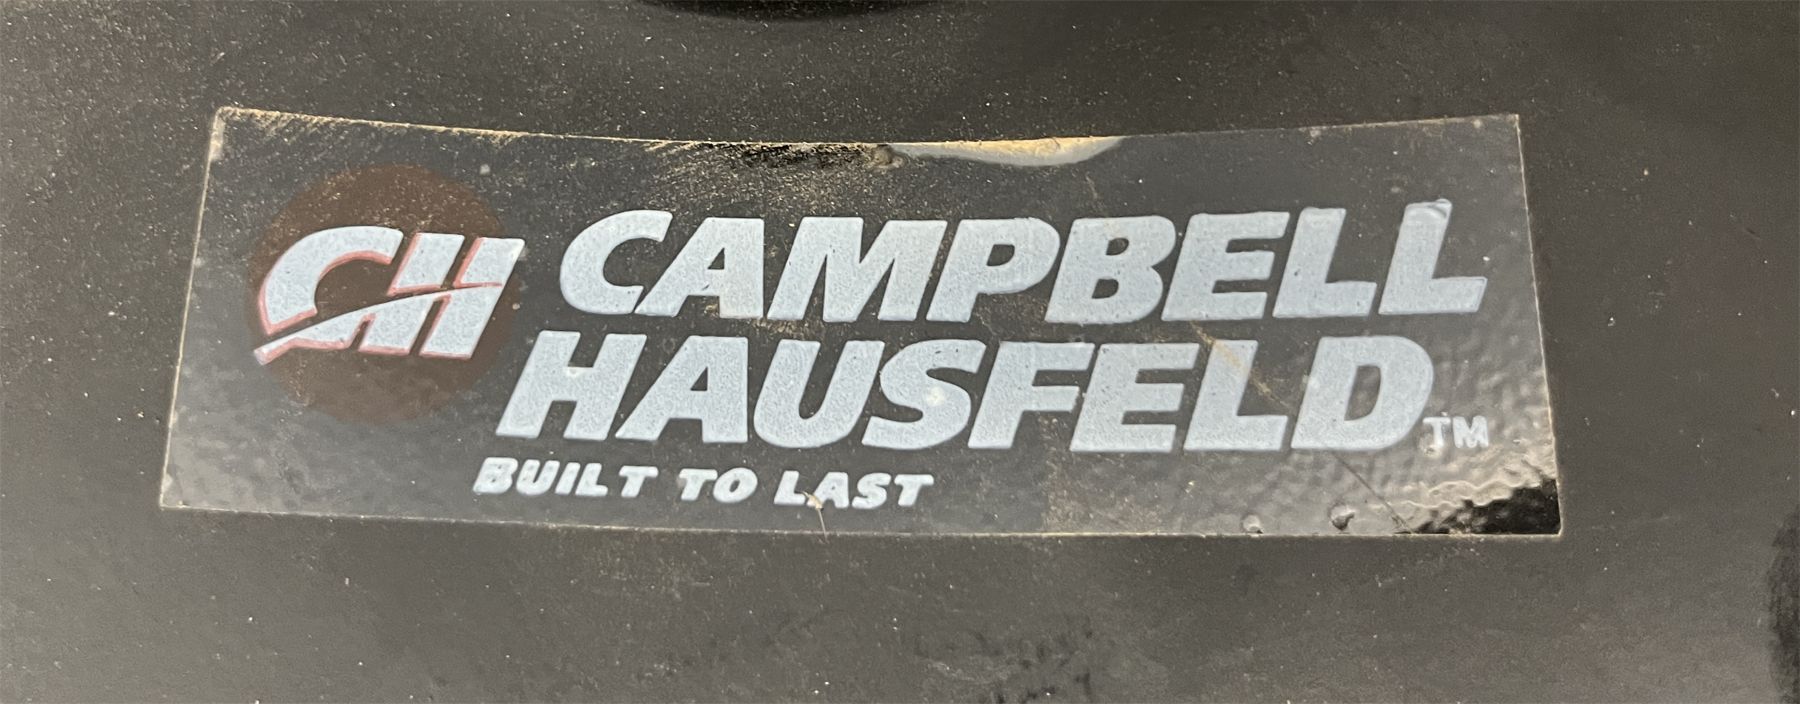 CH CAMPBELL
HAUSFELD™
BUILT TO LAST